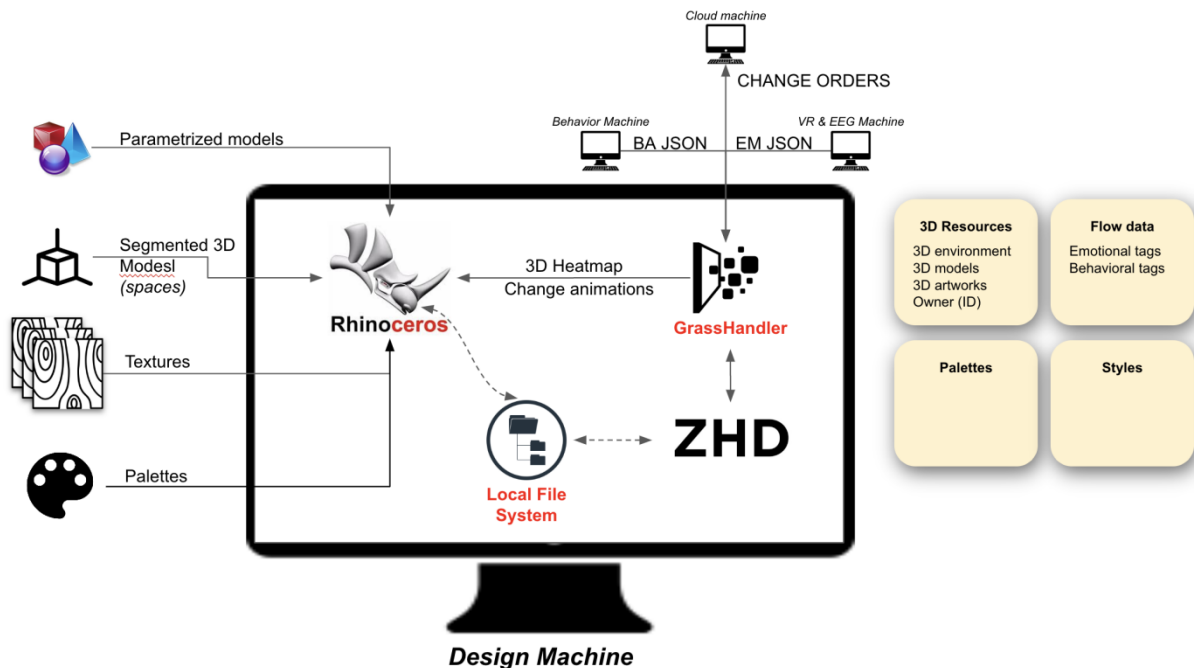 Cloud machine
CHANGE ORDERS
Behavior Machine
VR & EEG Machine
BA JSON
EM JSON
Parametrized models
Segmented 3D
Modesl
(spaces)
Textures
Palettes
Rhinoceros
3D Heatmap
Change animations
GrassHandler
ZHD
Local File
System
Design Machine
3D Resources
3D environment
3D models
3D artworks
Owner (ID)
Flow data
Emotional tags
Behavioral tags
Palettes
Styles